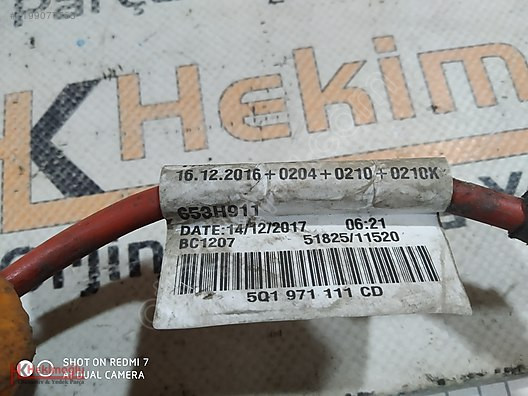 Hekim
16.12.2016+0204+0210+0210K
653H911
DATE:14/12/2017 06:21
BC1207 51825/11520
5Q1 971 111 CD
SHOT ON REDMI 7
AI DUAL CAMERA